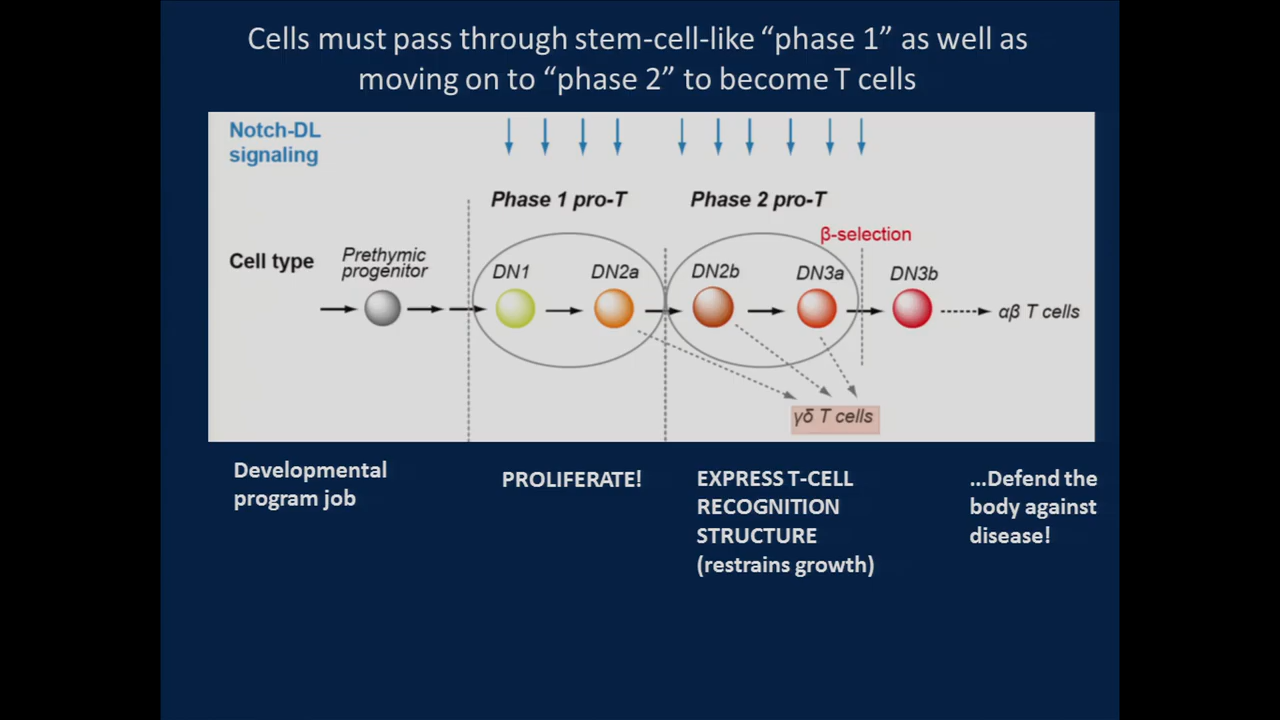 Cells must pass through stem-cell-like “phase 1” as well as
moving on to “phase 2” to become T cells
Notch-DL
signaling
Phase 1 pro-T
Phase 2 pro-T
β-selection
Cell type
Prethymic
progenitor
DN1
DN2a
DN2b
DN3a
DN3b
αβ T cells
γδ T cells
Developmental
program job
PROLIFERATE!
EXPRESS T-CELL
RECOGNITION
STRUCTURE
(restrains growth)
...Defend the
body against
disease!